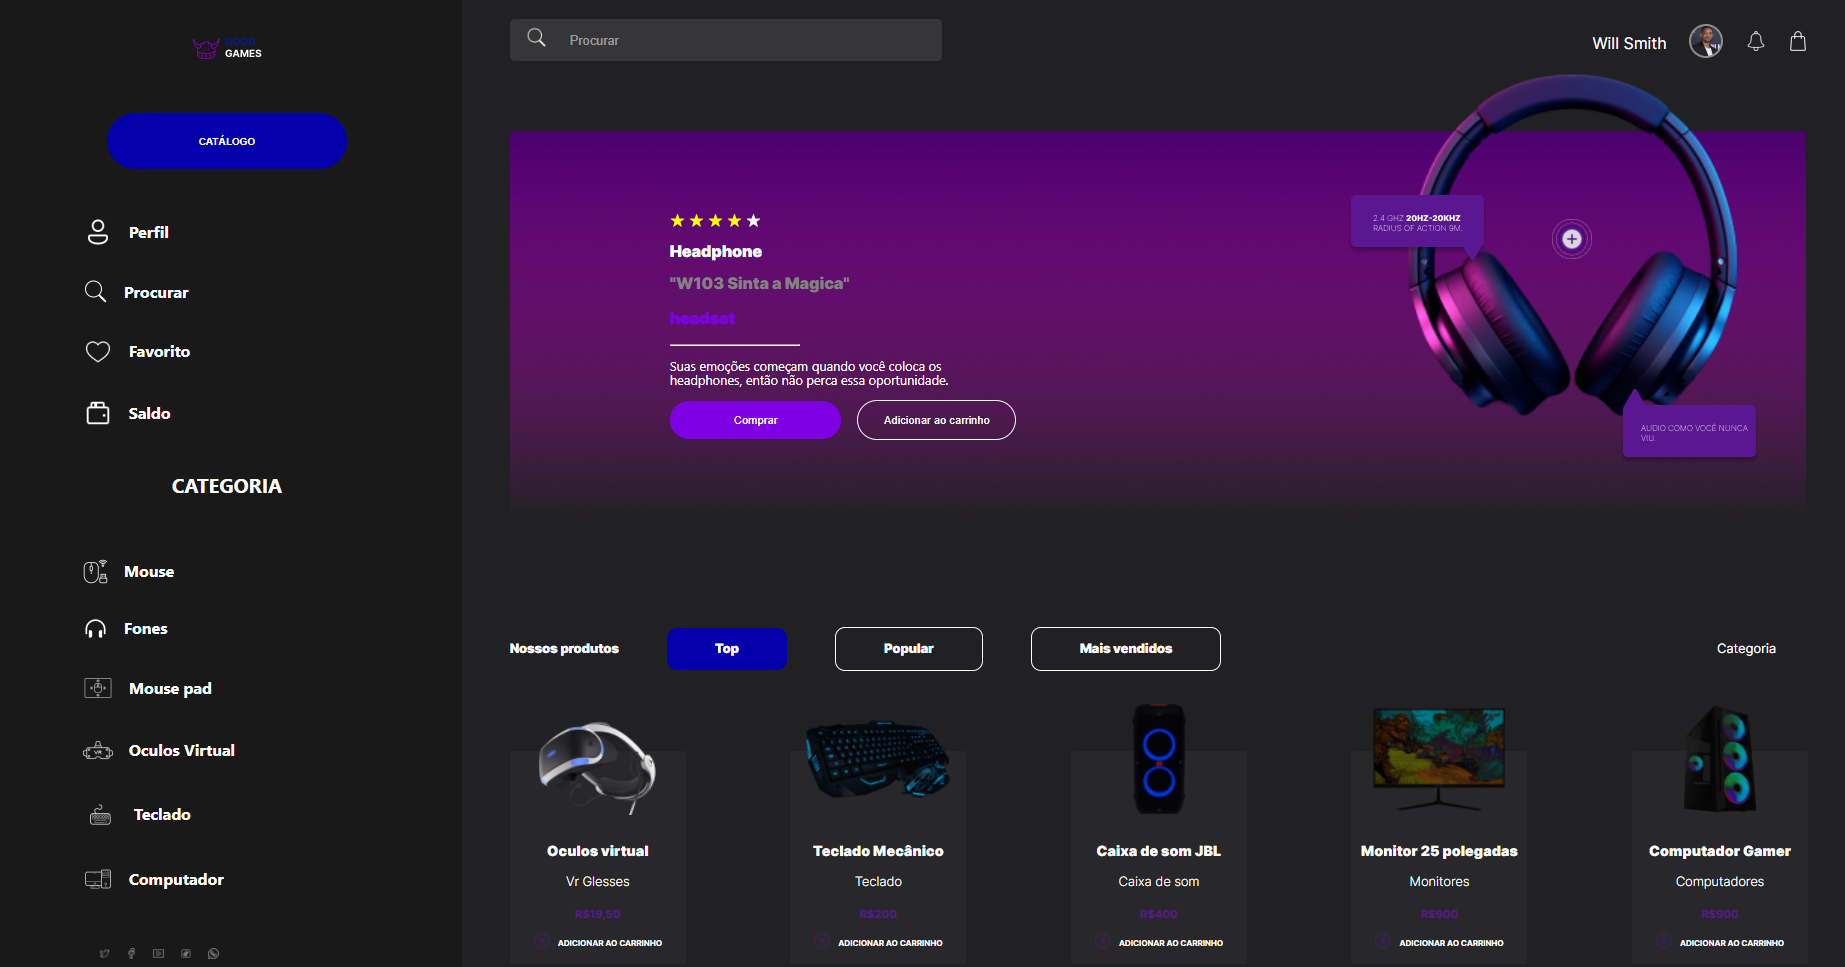 GOOD
GAMES
CATÁLOGO
Perfil
Procurar
Favorito
Saldo
CATEGORIA
Mouse
Fones
Mouse pad
Oculos Virtual
VR
Teclado
Computador
Procurar
Will Smith
Headphone
"W103 Sinta a Magica"
headset
Suas emoções começam quando você coloca os
headphones, então não perca essa oportunidade.
Comprar
Adicionar ao carrinho
2.4 GHZ 20HZ-20KHZ
RADIUS OF ACTION 9M.
AUDIO COMO VOCÊ NUNCA
VIU.
Nossos produtos
Top
Popular
Mais vendidos
Categoria
Oculos virtual
Vr Glesses
R$19,50
ADICIONAR AO CARRINHO
Teclado Mecânico
Teclado
R$200
ADICIONAR AO CARRINHO
Caixa de som JBL
Caixa de som
R$400
ADICIONAR AO CARRINHO
Monitor 25 polegadas
Monitores
R$900
ADICIONAR AO CARRINHO
Computador Gamer
Computadores
R$900
ADICIONAR AO CARRINHO